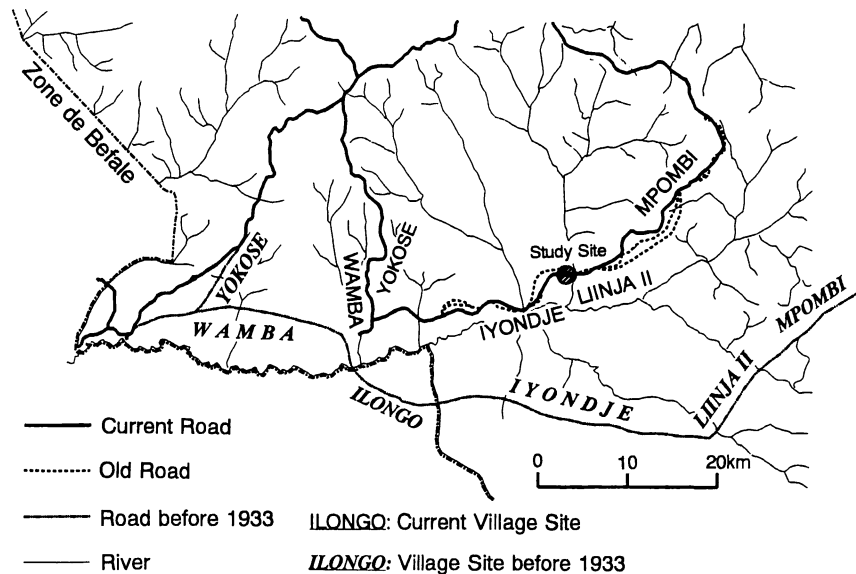 Zone de Befale
MPOMBI
Study Site
YOKOSE
WAMBA
YOKOSE
LIINJA II
IYONDJE
WAMBA
MPOMBI
ILONGO
IYONDJE
LIINJA II
Current Road
Old Road
Road before 1933
River
0 10 20km
ILONGO: Current Village Site
ILONGO: Village Site before 1933